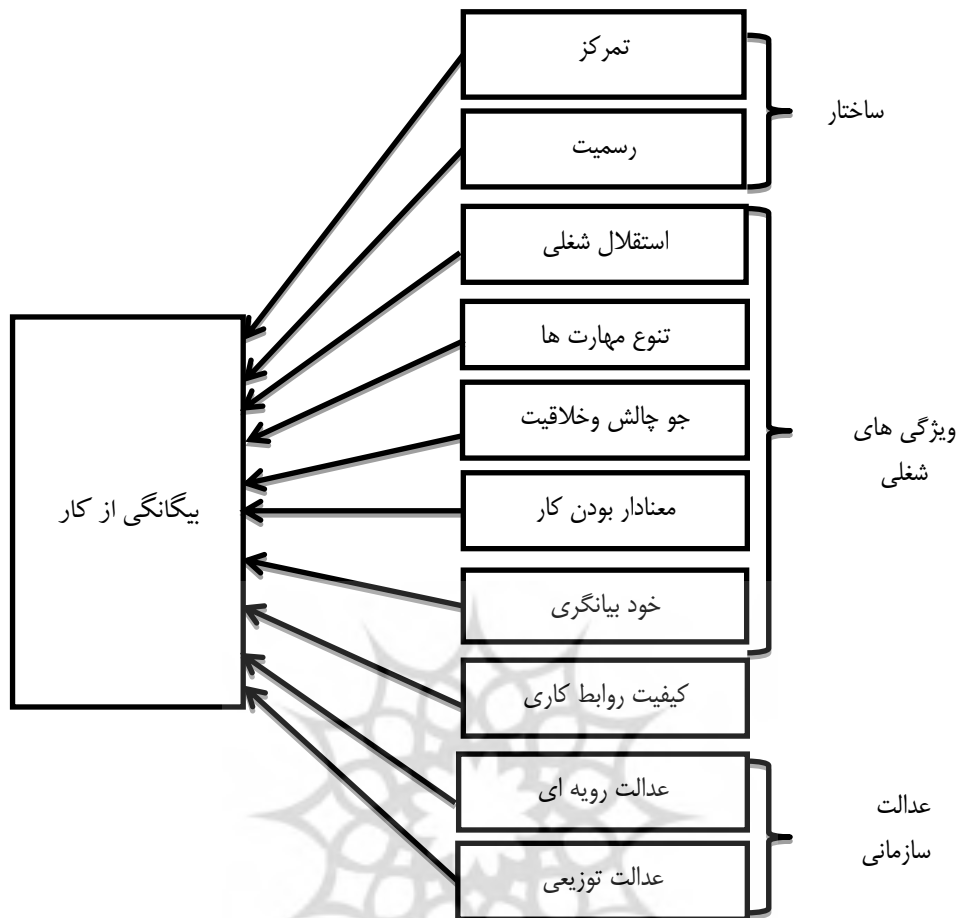 تمرکز
رسمیت
ساختار
استقلال شغلی
تنوع مهارت ها
جو چالش وخلاقیت
معنادار بودن کار
خود بیانگری
ویژگی های
شغلی
کیفیت روابط کاری
عدالت رویه ای
عدالت توزیعی
عدالت
سازمانی
بیگانگی از کار